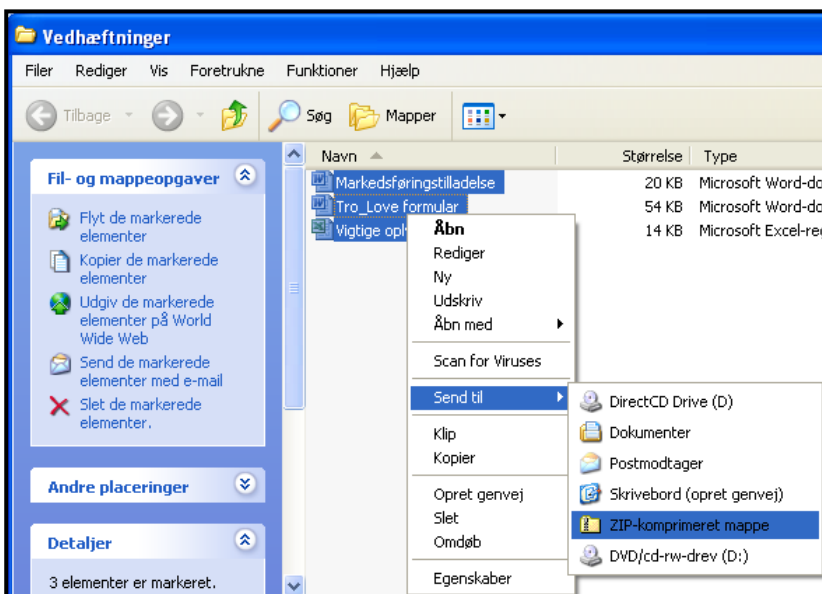 Vedhæftninger
Filer Rediger Vis Foretrukne Funktioner Hjælp
Tilbage Søg Mapper
Fil- og mappeopgaver
Flyt de markerede
elementer
Kopier de markerede
elementer
Udgiv de markerede
elementer på World
Wide Web
Send de markerede
elementer med e-mail
Slet de markerede
elementer.
Andre placeringer
Detaljer
3 elementer er markeret.
Navn Størrelse Type
Markedsføringstilladelse 20 KB Microsoft Word-do
Tro_Love formular 54 KB Microsoft Word-do
Vigtige opl 14 KB Microsoft Excel-reg
Åbn
Rediger
Ny
Udskriv
Åbn med
Scan for Viruses
Send til
Klip
Kopier
Opret genvej
Slet
Omdøb
Egenskaber
DirectCD Drive (D)
Dokumenter
Postmodtager
Skrivebord (opret genvej)
ZIP-komprimeret mappe
DVD/cd-rw-drev (D:)